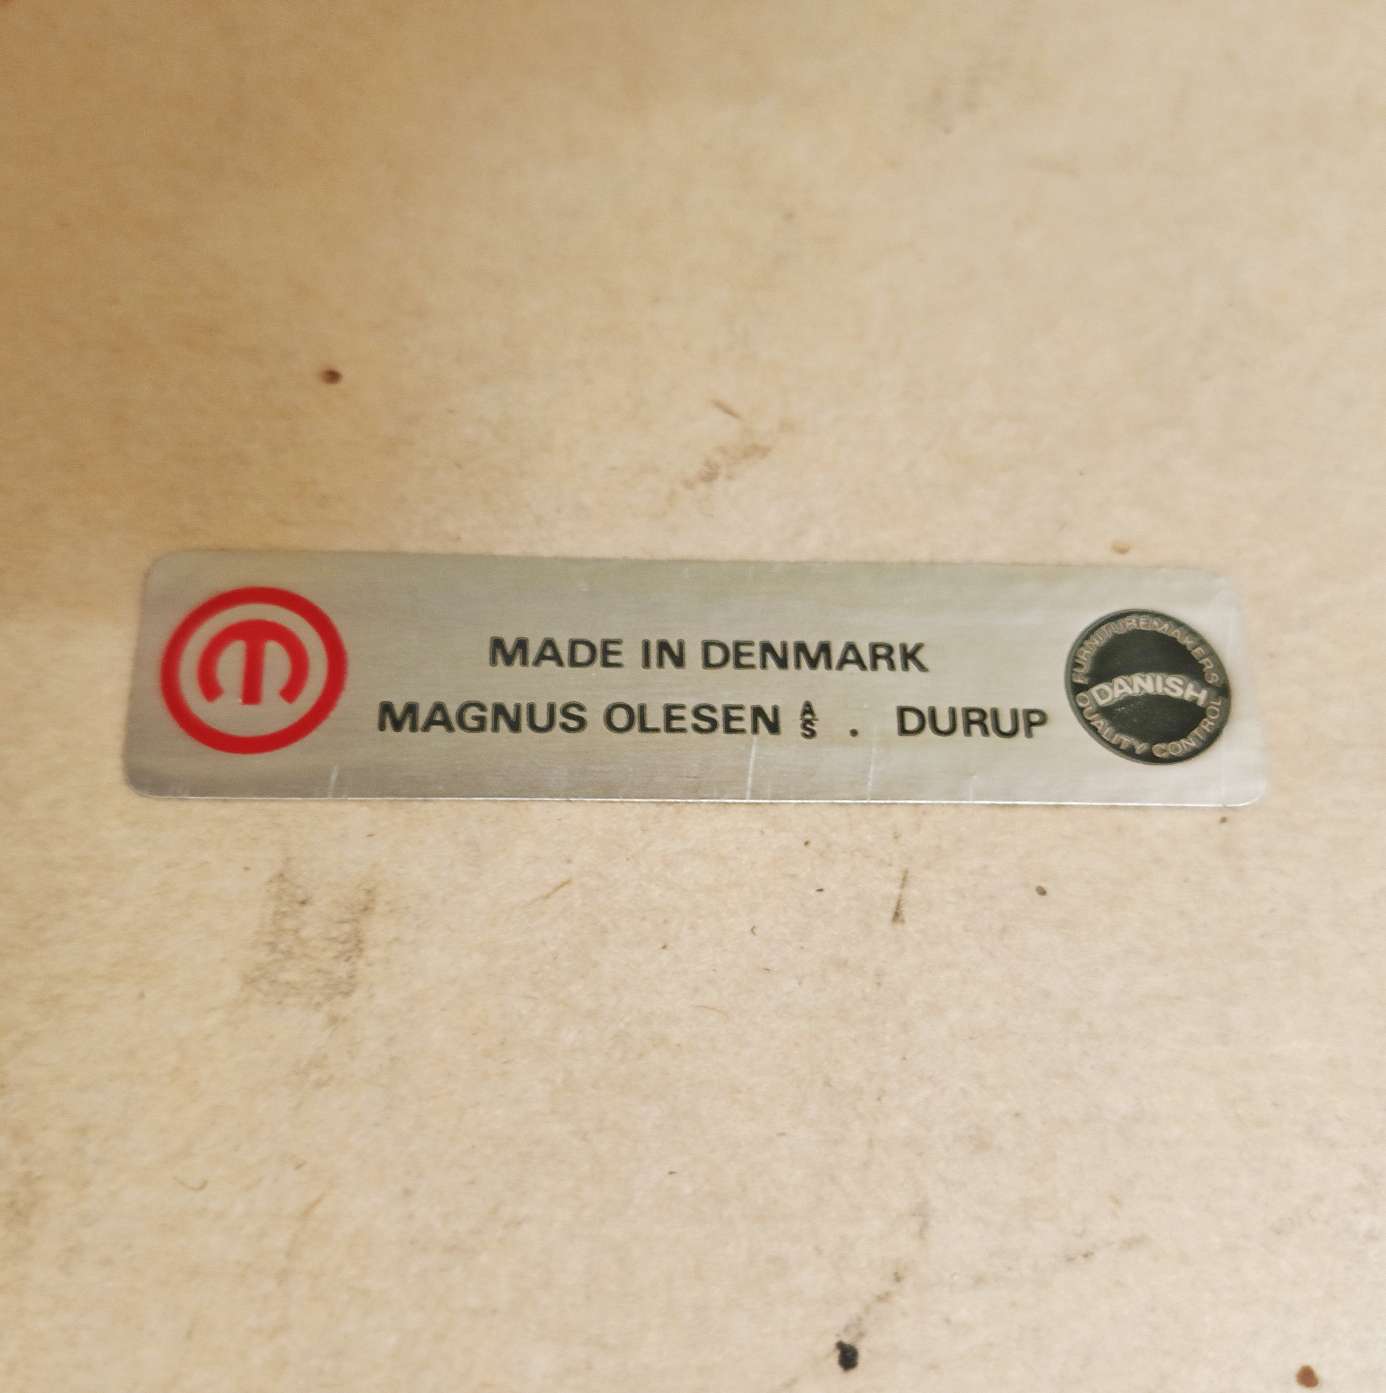 m
MADE IN DENMARK
MAGNUS OLESEN A/S . DURUP
FURNITUREMAKERS
DANISH
QUALITY CONTROL